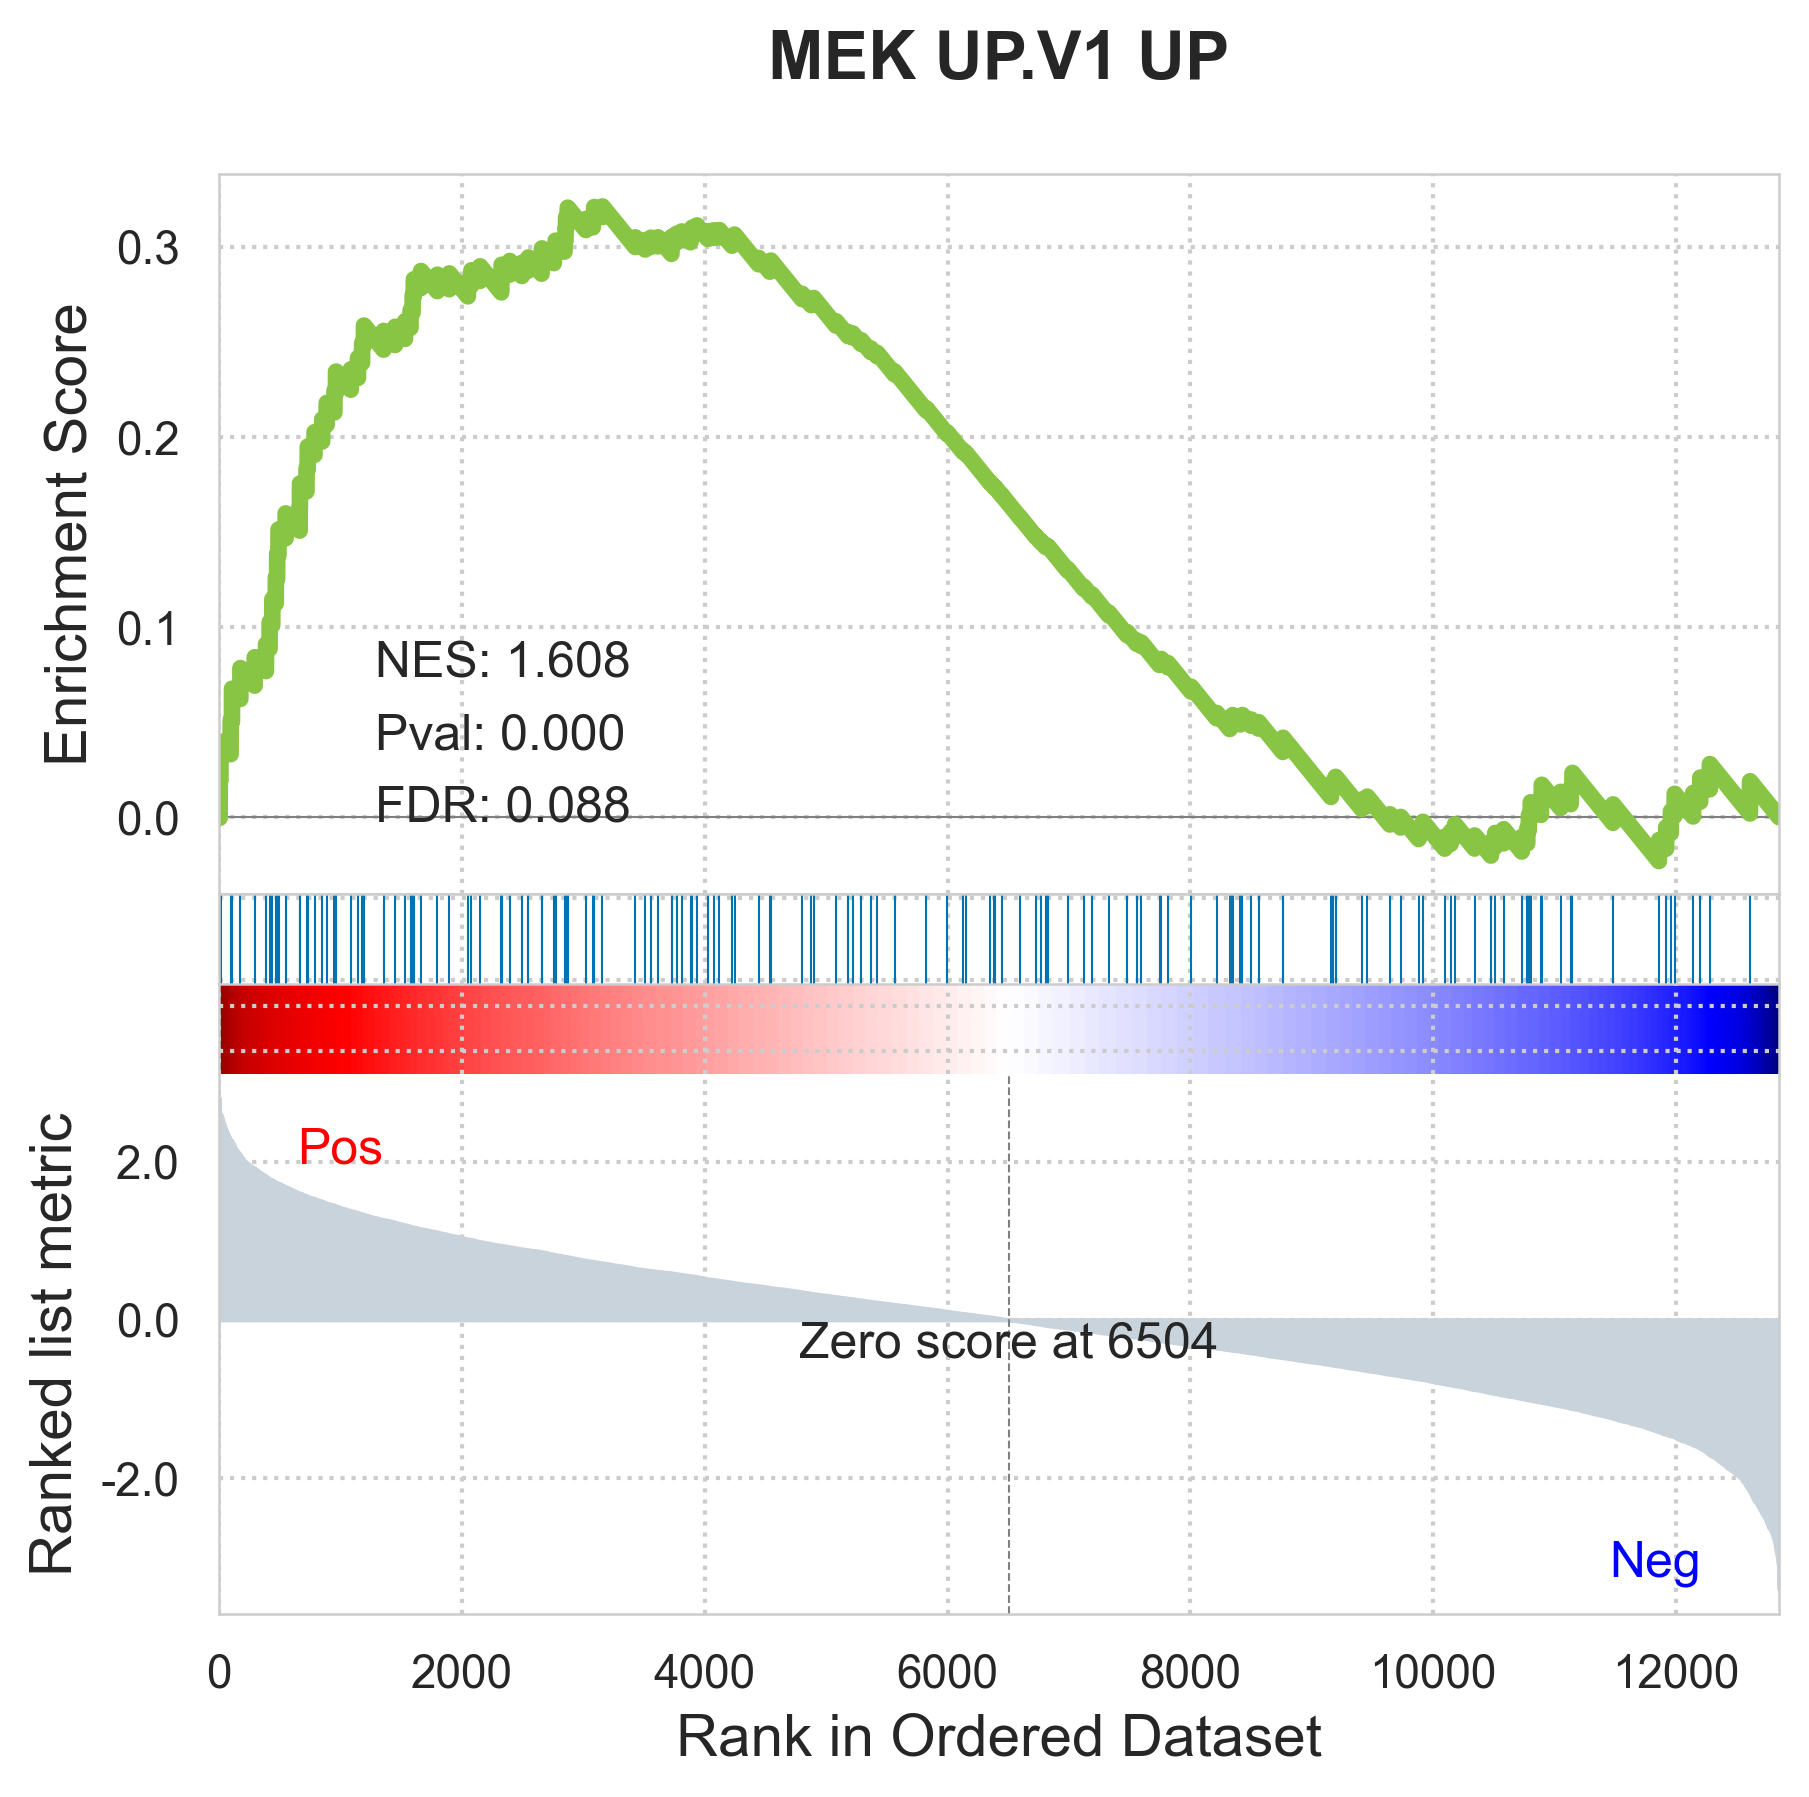 MEK UP.V1 UP
Enrichment Score
0.3
0.2
0.1
0.0
NES: 1.608
Pval: 0.000
FDR: 0.088
Ranked list metric
2.0
0.0
-2.0
Pos
Zero score at 6504
Neg
0 2000 4000 6000 8000 10000 12000
Rank in Ordered Dataset